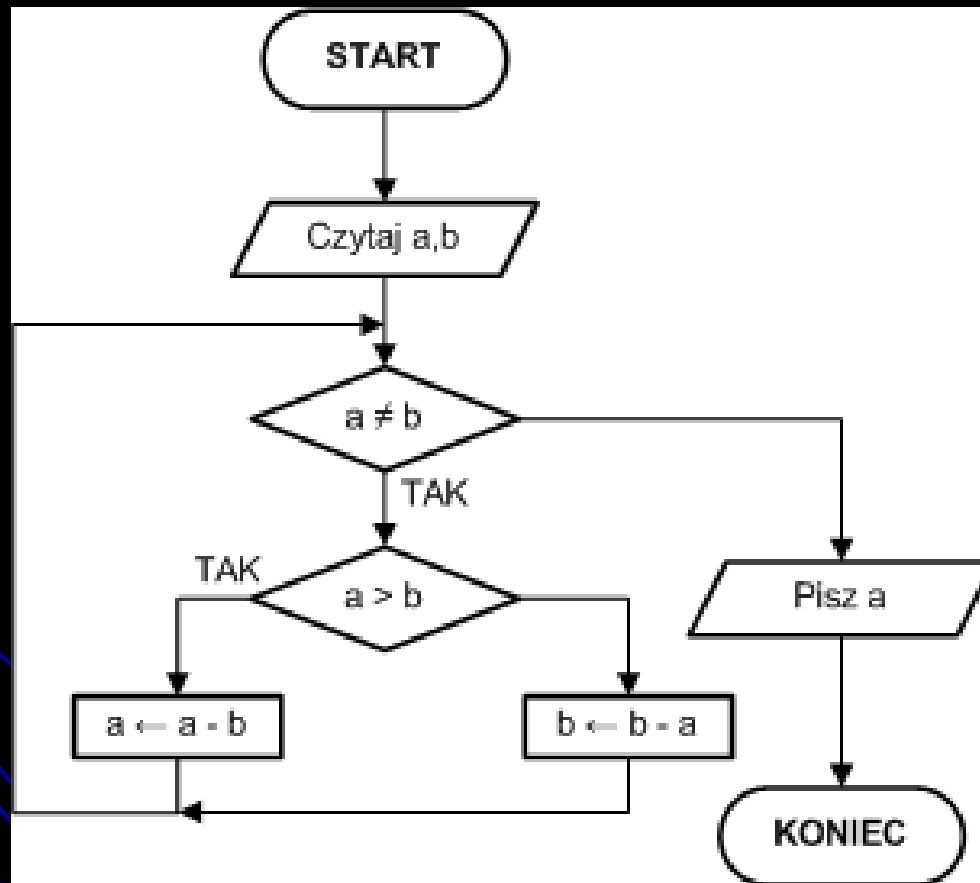 START
Czytaj a,b
a ≠ b
TAK
TAK
a > b
Pisz a
a ← a - b
b ← b - a
KONIEC